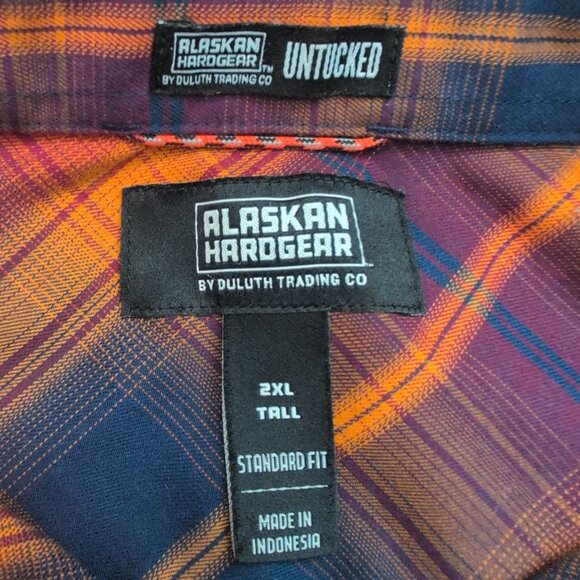 ALASKAN
HARDGEAR™ UNTUCKED
BY DULUTH TRADING CO
ALASKAN
HARDGEAR
BY DULUTH TRADING CO
2XL
TALL
STANDARD FIT
MADE IN
INDONESIA